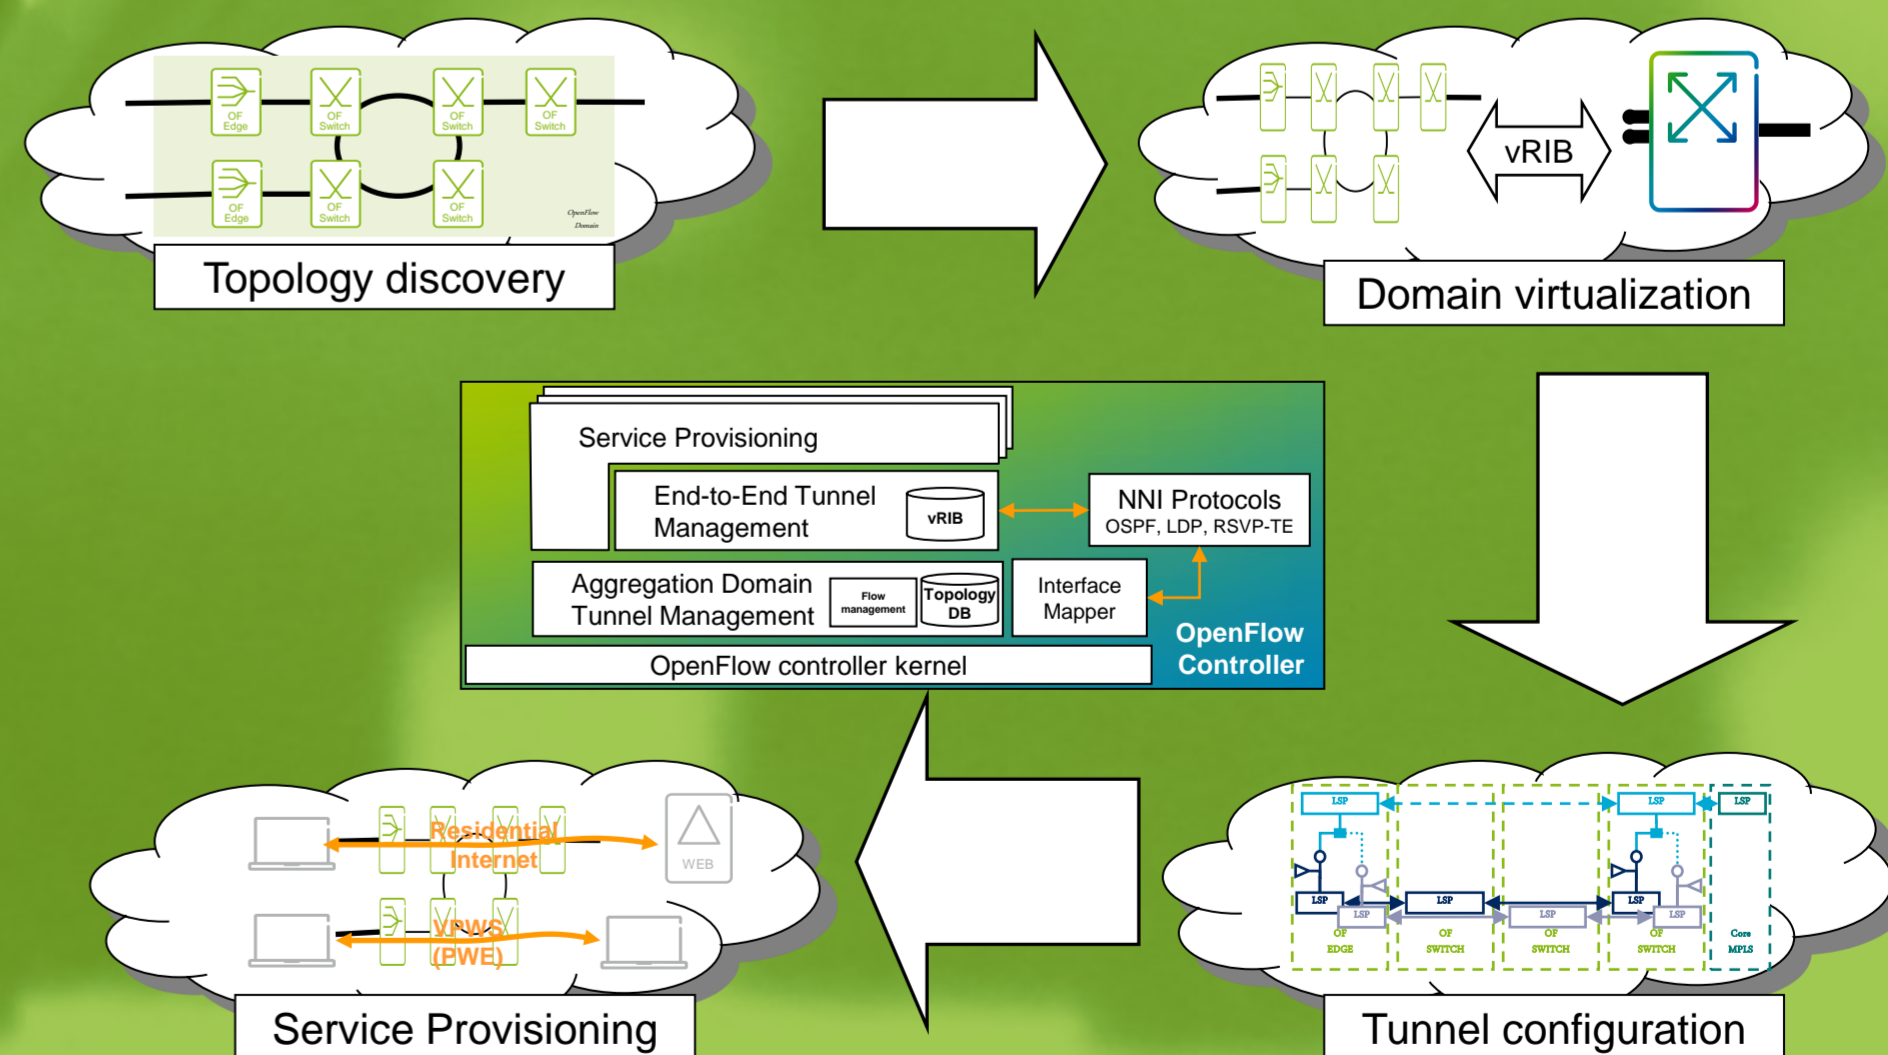 OF
Edge
OF
Switch
OF
Switch
OF
Switch
OF
Edge
OF
Switch
OF
Switch
OpenFlow
Domain
Topology discovery
vRIB
Domain virtualization
Service Provisioning
End-to-End Tunnel
Management
vRIB
NNI Protocols
OSPF, LDP, RSVP-TE
Aggregation Domain
Tunnel Management
Flow
management
Topology
DB
Interface
Mapper
OpenFlow
Controller
OpenFlow controller kernel
Residential
Internet
WEB
VPWS
(PWE)
Service Provisioning
LSP
LSP
LSP
LSP
LSP
LSP
LSP
LSP
LSP
OF
EDGE
OF
SWITCH
OF
SWITCH
OF
SWITCH
Core
MPLS
Tunnel configuration